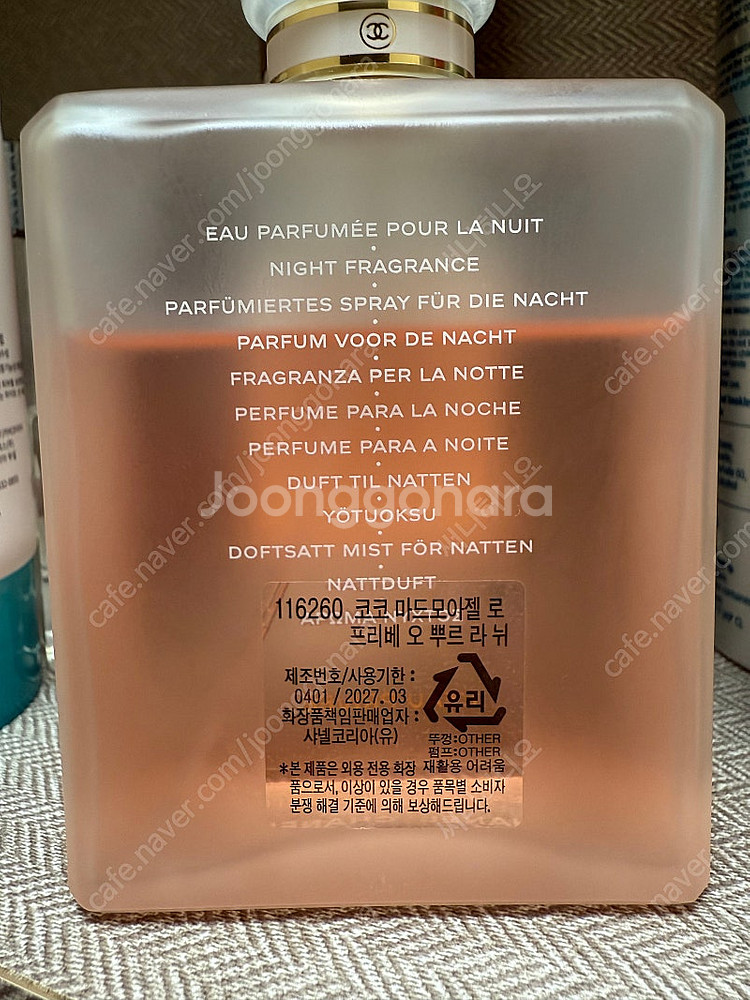 EAU PARFUMÉE POUR LA NUIT
NIGHT FRAGRANCE
PARFÜMIERTES SPRAY FÜR DIE NACHT
PARFUM VOOR DE NACHT
FRAGRANZA PER LA NOTTE
PERFUME PARA LA NOCHE
PERFUME PARA A NOITE
DUFT TIL NATTEN
Joonggonara
YÖTUOKSU
DOFTSATT MIST FÖR NATTEN
NATTDUFT
116260 코코 마드모아젤 로
프리베 오 뿌르 라 뉘
제조번호/사용기한 :
0401 / 2027. 03
화장품책임판매업자 :
샤넬코리아(유)
유리
뚜껑:OTHER
펌프:OTHER
재활용 어려움
*본 제품은 외용 전용 화장
품으로서, 이상이 있을 경우 품목별 소비자
분쟁 해결 기준에 의해 보상해드립니다.
cafe.naver.com/joonggonara